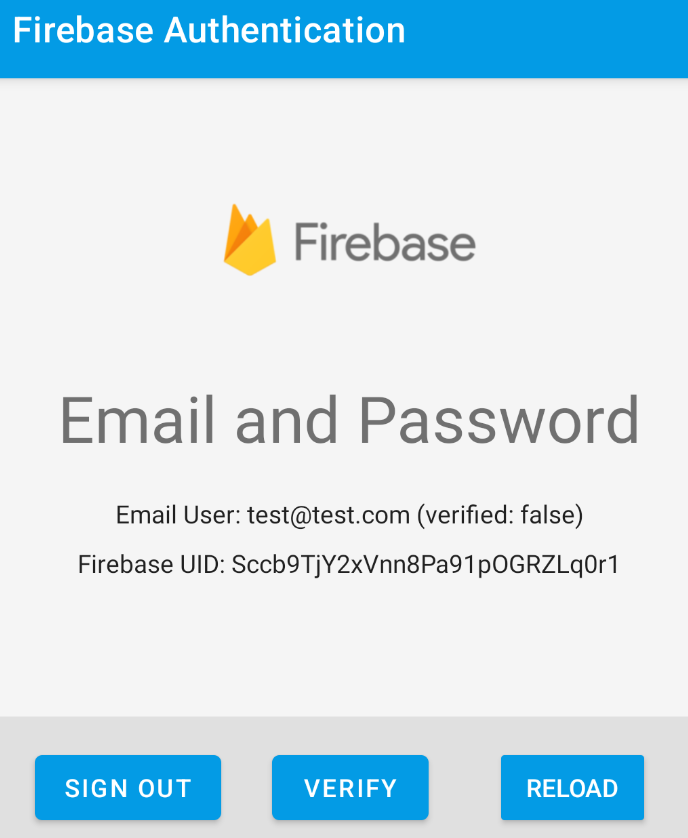 Firebase Authentication
Firebase
Email and Password
Email User: test@test.com (verified: false)
Firebase UID: Sccb9TjY2xVnn8Pa91pOGRZLq0r1
SIGN OUT VERIFY RELOAD